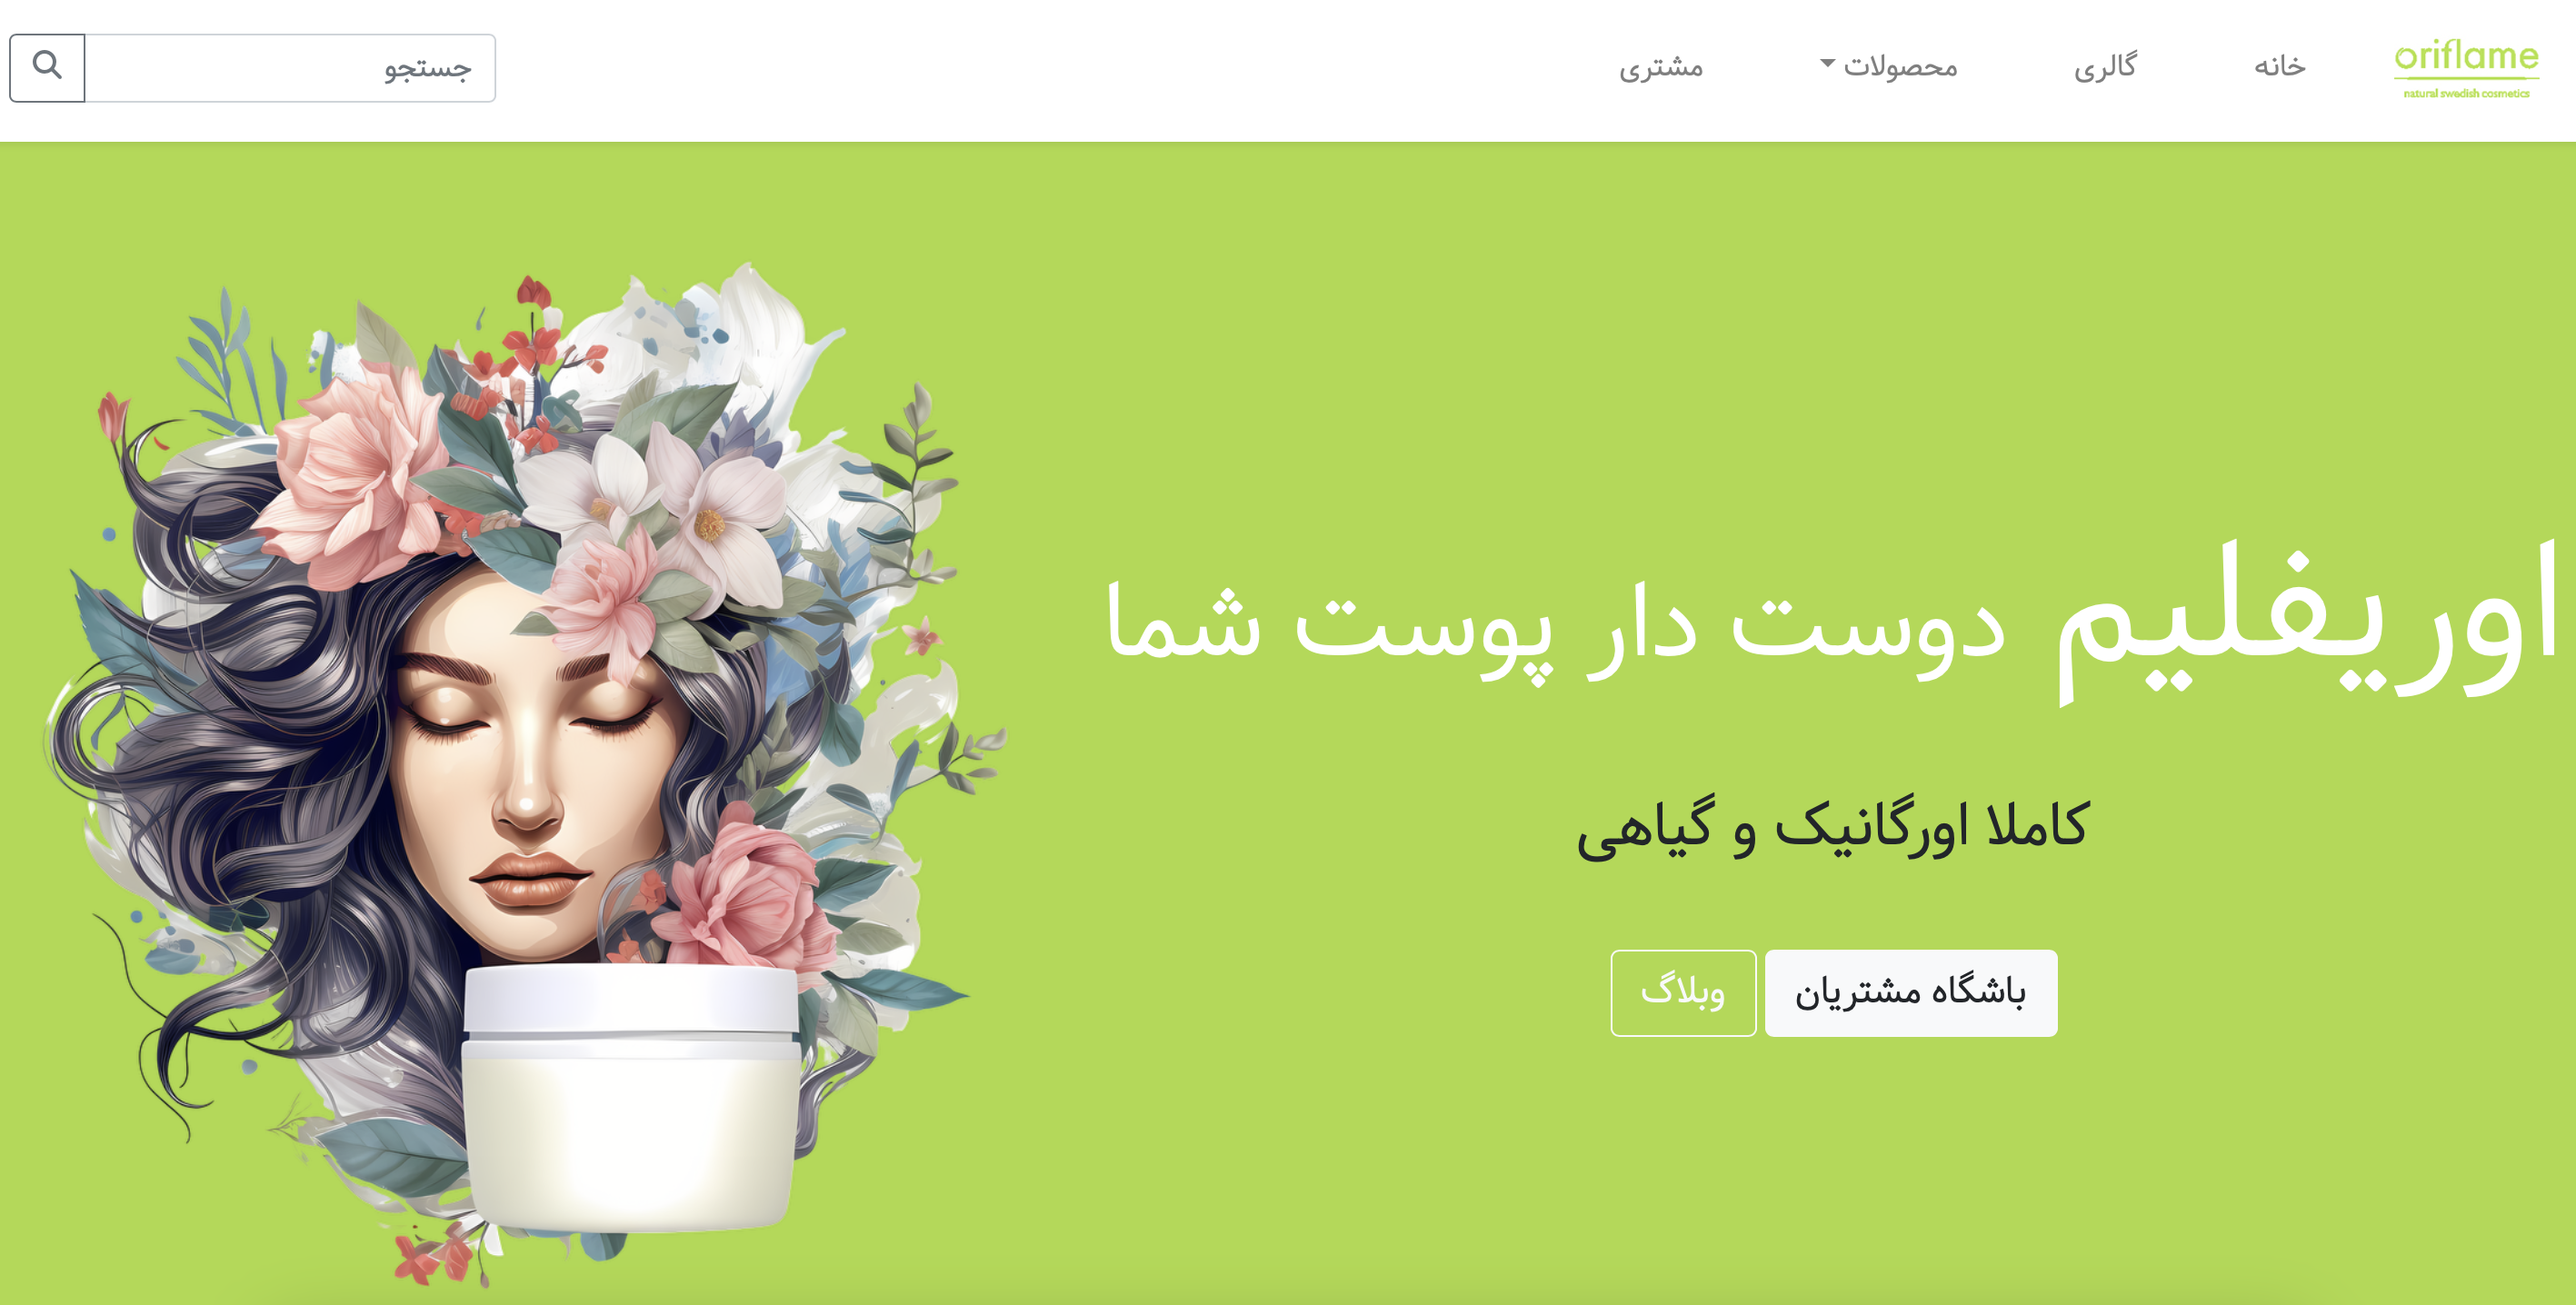 oriflame
natural swedish cosmetics
خانه
گالری
محصولات
مشتری
جستجو
اوریفلیم دوست دار پوست شما
کاملا اورگانیک و گیاهی
باشگاه مشتریان
وبلاگ